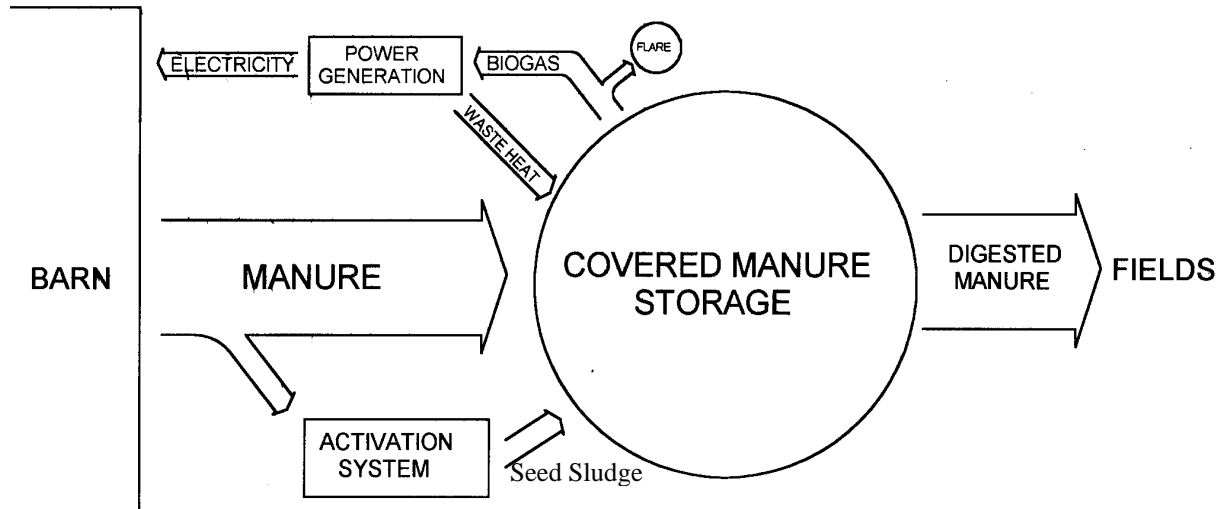 FLARE
ELECTRICITY
POWER
GENERATION
BIOGAS
WASTE HEAT
BARN
MANURE
COVERED MANURE
STORAGE
DIGESTED
MANURE
FIELDS
ACTIVATION
SYSTEM
Seed Sludge